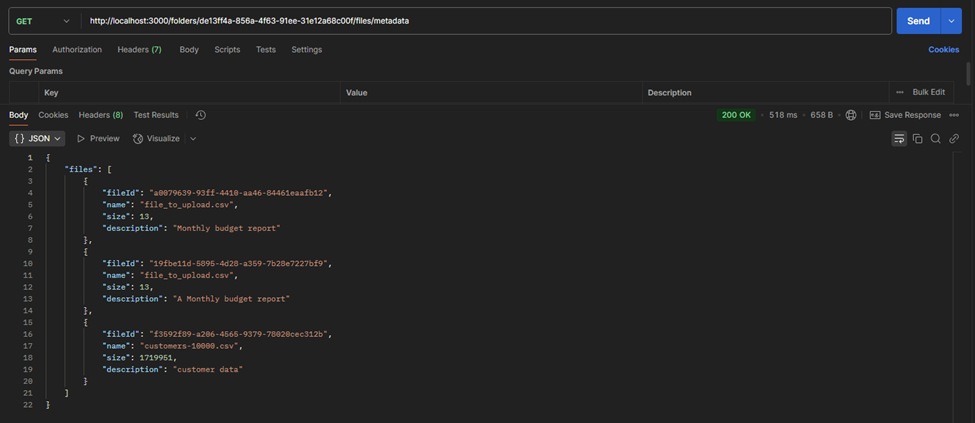 GET http://localhost:3000/folders/de13ff4a-856a-4f63-91ee-31e12a68c00f/files/metadata Send
Params Authorization Headers (7) Body Scripts Tests Settings Cookies
Query Params
Key Value Description ••• Bulk Edit
Body Cookies Headers (8) Test Results 200 OK • 518 ms • 658 B • Save Response •••
{ } JSON Preview Visualize
1 {
2 "files": [
3 {
4 "fileId": "a0079639-93ff-4410-aa46-84461eaafb12",
5 "name": "file_to_upload.csv",
6 "size": 13,
7 "description": "Monthly budget report"
8 },
9 {
10 "fileId": "19fbe11d-5895-4d28-a359-7b28e7227bf9",
11 "name": "file_to_upload.csv",
12 "size": 13,
13 "description": "A Monthly budget report"
14 },
15 {
16 "fileId": "f3592f89-a206-4565-9379-78020cec312b",
17 "name": "customers-10000.csv",
18 "size": 1719951,
19 "description": "customer data"
20 }
21 ]
22 }